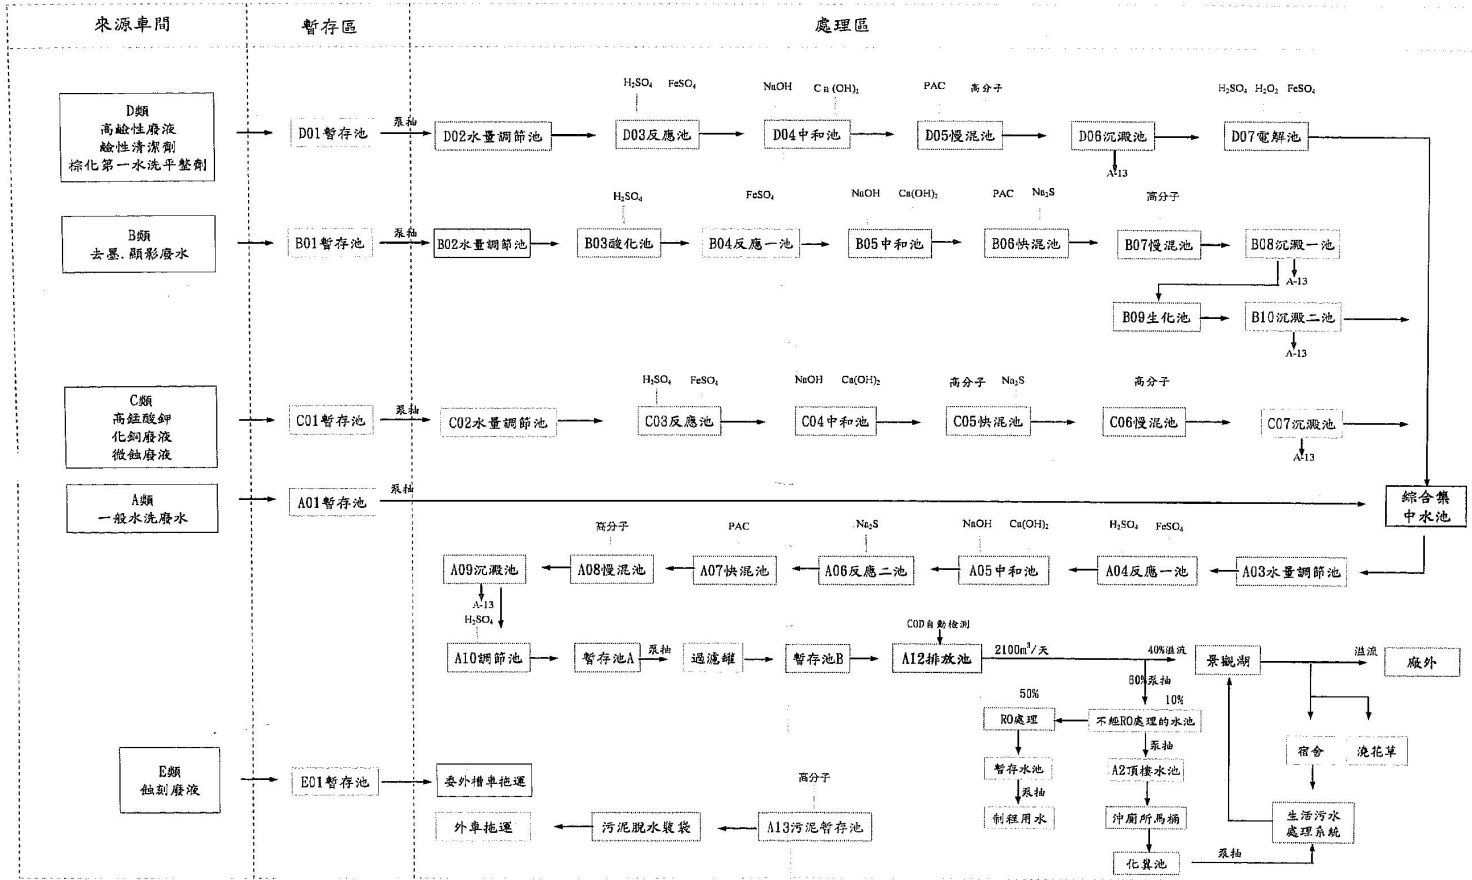 來源車間
暫存區
處理區
H₂SO₄ FeSO₄
NaOH Ca(OH)₂
PAC 高分子
H₂SO₄ H₂O₂ FeSO₄
D類
高鹼性廢液
鹼性清潔劑
棕化第一水洗平整劑
D01暫存池
泵抽
D02水量調節池
D03反應池
D04中和池
D05慢混池
D06沉澱池
D07電解池
A-13
H₂SO₄
FeSO₄
NaOH Ca(OH)₂
PAC Na₂S
高分子
B類
去墨.顯影廢水
B01暫存池
泵抽
B02水量調節池
B03酸化池
B04反應一池
B05中和池
B06快混池
B07慢混池
B08沉澱一池
A-13
B09生化池
B10沉澱二池
A-13
H₂SO₄ FeSO₄
NaOH Ca(OH)₂
高分子 Na₂S
高分子
C類
高錳酸鉀
化銅廢液
微蝕廢液
C01暫存池
泵抽
C02水量調節池
C03反應池
C04中和池
C05快混池
C06慢混池
C07沉澱池
A-13
A類
一般水洗廢水
A01暫存池
泵抽
綜合集
中水池
高分子
PAC
Na₂S
NaOH Ca(OH)₂
H₂SO₄ FeSO₄
A09沉澱池
A08慢混池
A07快混池
A06反應二池
A05中和池
A04反應一池
A03水量調節池
A-13
H₂SO₄
COD自動檢測
A10調節池
暫存池A
泵抽
過濾罐
暫存池B
A12排放池
2100m³/天
40%溢流
景觀湖
溢流
廠外
60%泵抽
50%
10%
RO處理
不經RO處理的水池
宿舍
澆花草
泵抽
E類
蝕刻廢液
E01暫存池
委外槽車拖運
暫存水池
A2頂樓水池
高分子
泵抽
外車拖運
污泥脫水裝袋
A13污泥暫存池
制程用水
沖廁所馬桶
生活污水
處理系統
化糞池
泵抽